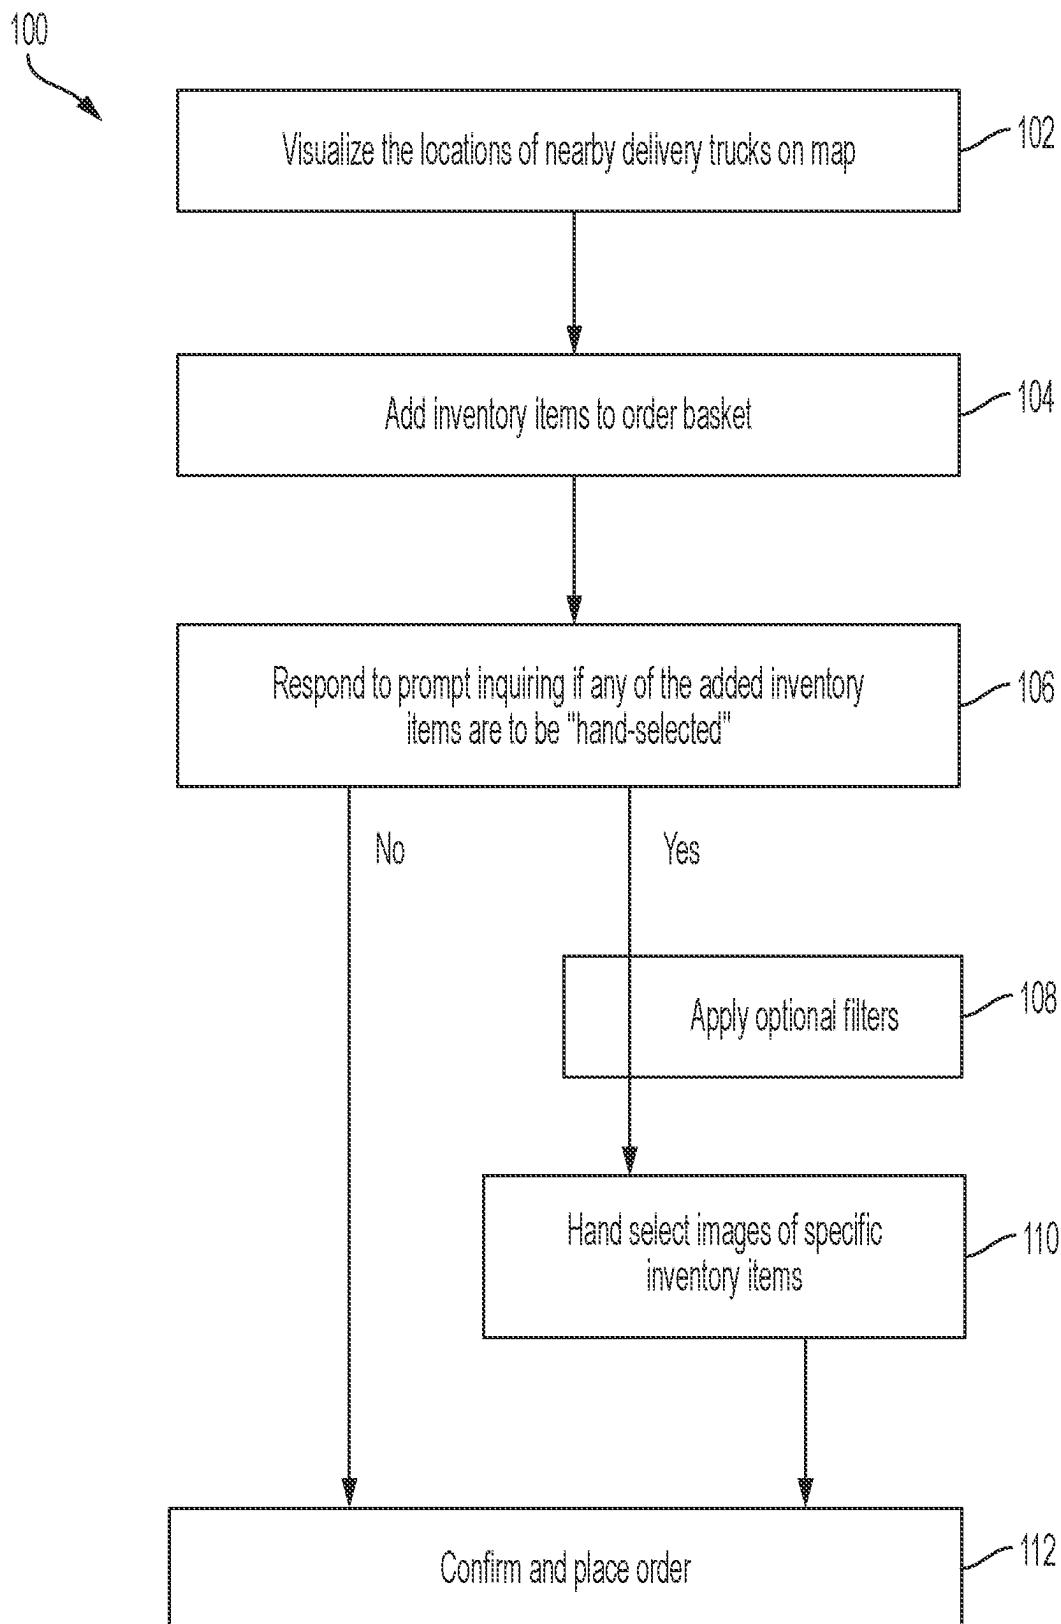 100
Visualize the locations of nearby delivery trucks on map
102
Add inventory items to order basket
104
Respond to prompt inquiring if any of the added inventory
items are to be "hand-selected"
106
No
Yes
Apply optional filters
108
Hand select images of specific
inventory items
110
Confirm and place order
112